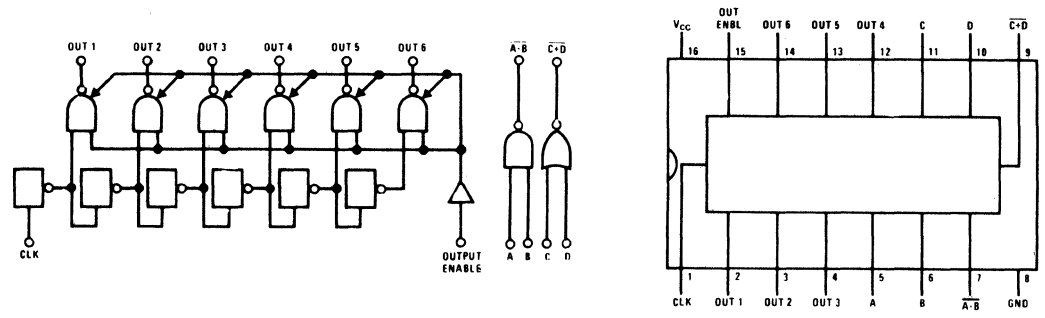 OUT 1 OUT 2 OUT 3 OUT 4 OUT 5 OUT 6
CLK
OUTPUT
ENABLE
A·B C+D
A B C D
VCC OUT ENBL OUT 6 OUT 5 OUT 4 C D C+D
16 15 14 13 12 11 10 9
1 2 3 4 5 6 7 8
CLK OUT 1 OUT 2 OUT 3 A B A·B GND